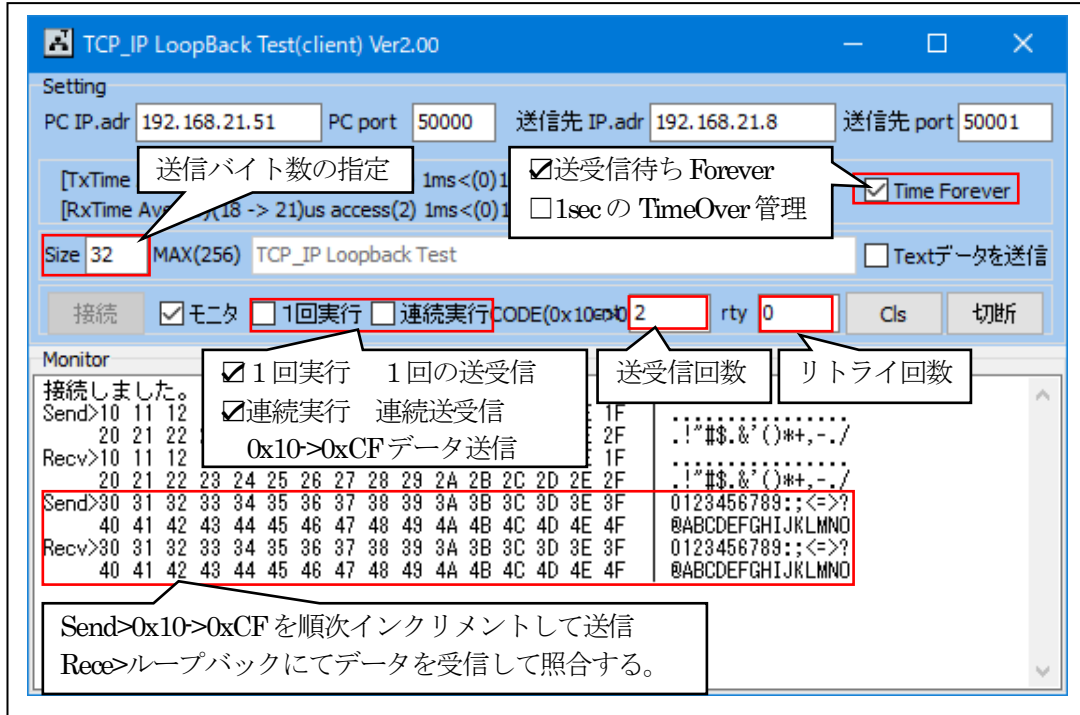 TCP_IP LoopBack Test(client) Ver2.00
Setting
PC IP.adr 192.168.21.51 PC port 50000 送信先 IP.adr 192.168.21.8 送信先 port 50001
送信バイト数の指定
☑送受信待ち Forever
□1sec の TimeOver 管理
[TxTime 1ms<(0)1
[RxTime (18 -> 21)us access(2) 1ms<(0)1
Time Forever
Size 32 MAX(256) TCP_IP Loopback Test Textデータを送信
接続 モニタ 1回実行 連続実行 CODE(0x10 2 rty 0 Cls 切断
☑1回実行 1回の送受信
☑連続実行 連続送受信
0x10->0xCF データ送信
送受信回数
リトライ回数
Monitor
接続しました。
Send>10 11 12 1F ................
20 21 22 2F .!"#$.&'()*+,-./
Recv>10 11 12 1F ................
20 21 22 23 24 25 26 27 28 29 2A 2B 2C 2D 2E 2F .!"#$.&'()*+,-./
Send>30 31 32 33 34 35 36 37 38 39 3A 3B 3C 3D 3E 3F 0123456789:;<=>?
40 41 42 43 44 45 46 47 48 49 4A 4B 4C 4D 4E 4F @ABCDEFGHIJKLMNO
Recv>30 31 32 33 34 35 36 37 38 39 3A 3B 3C 3D 3E 3F 0123456789:;<=>?
40 41 42 43 44 45 46 47 48 49 4A 4B 4C 4D 4E 4F @ABCDEFGHIJKLMNO
Send>0x10->0xCF を順次インクリメントして送信
Rece>ループバックにてデータを受信して照合する。